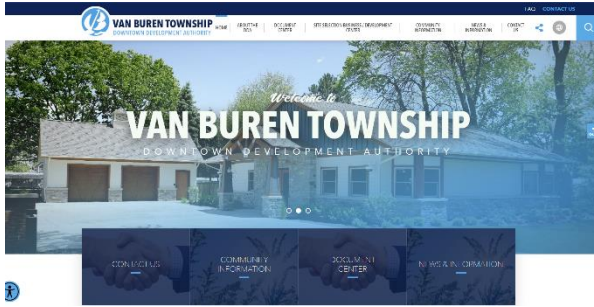 FAQ CONTACT US
VAN BUREN TOWNSHIP
DOWNTOWN DEVELOPMENT AUTHORITY
HOME
ABOUT THE
DDA
DOCUMENT
CENTER
SITE SELECTION
CENTER
COMMUNITY
INFORMATION
NEWS &
INFORMATION
CONTACT
US
Welcome to
VAN BUREN TOWNSHIP
DOWNTOWN DEVELOPMENT AUTHORITY
CONTACT US
COMMUNITY
INFORMATION
DOCUMENT
CENTER
NEWS & INFORMATION